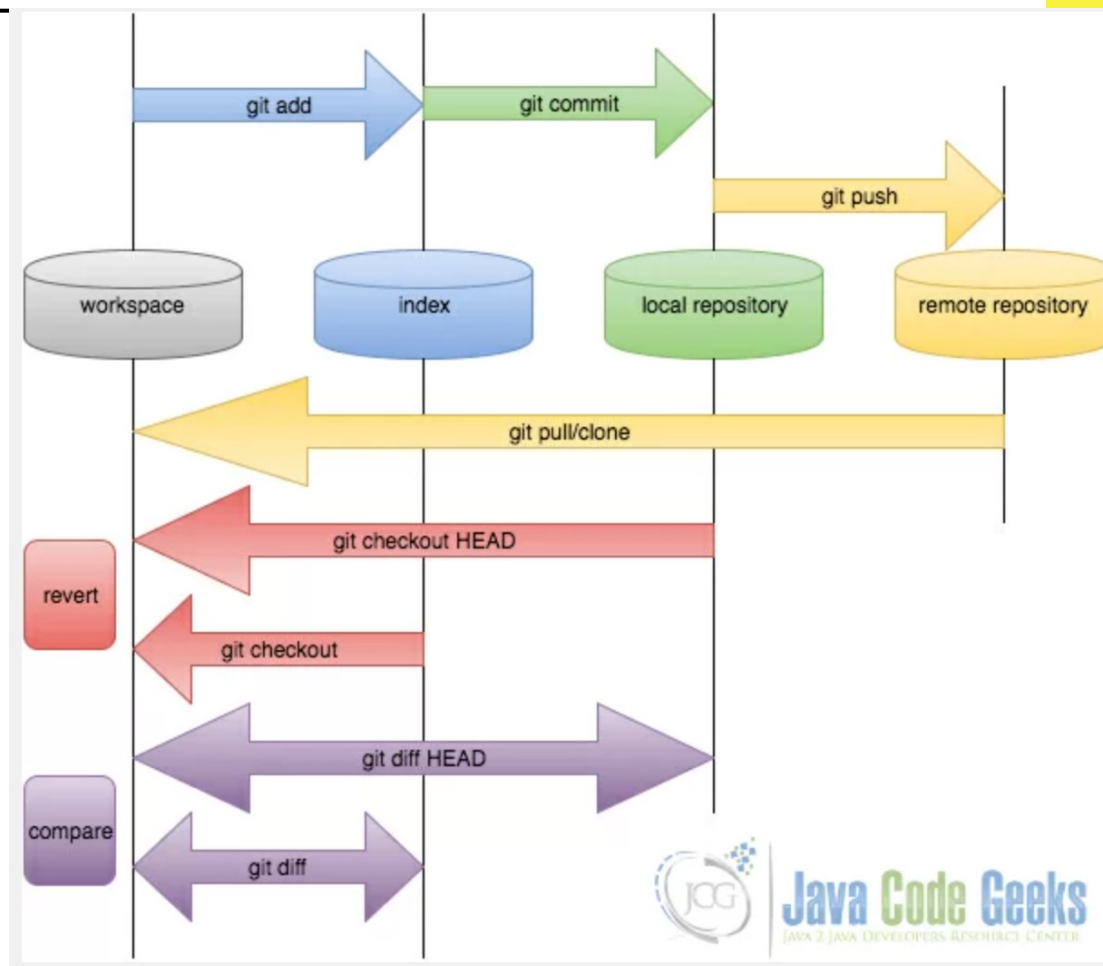 git add
git commit
git push
workspace
index
local repository
remote repository
git pull/clone
git checkout HEAD
revert
git checkout
git diff HEAD
compare
git diff
JCG
Java Code Geeks
JAVA 2 JAVA DEVELOPERS RESOURCE CENTER